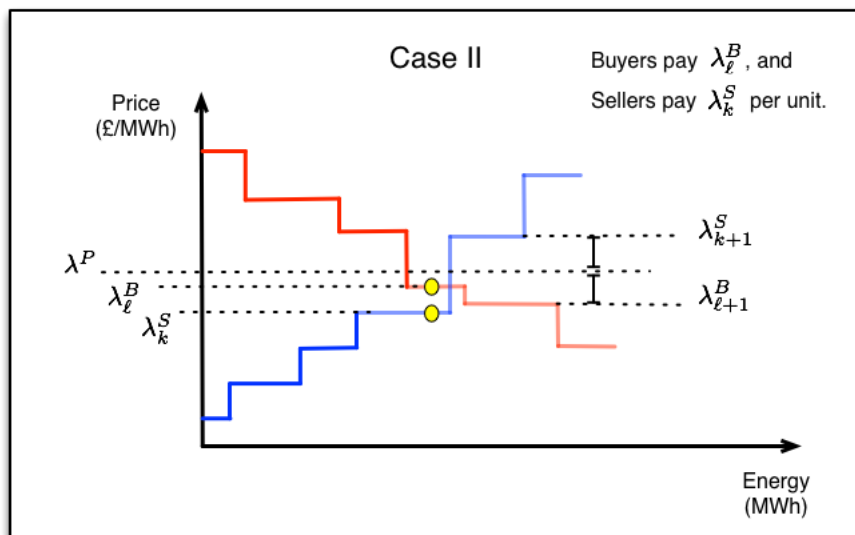 Case II
Buyers pay λ_ℓ^B , and
Sellers pay λ_k^S per unit.
Price
(£/MWh)
λ_{k+1}^S
λ^P
λ_ℓ^B
λ_{ℓ+1}^B
λ_k^S
Energy
(MWh)